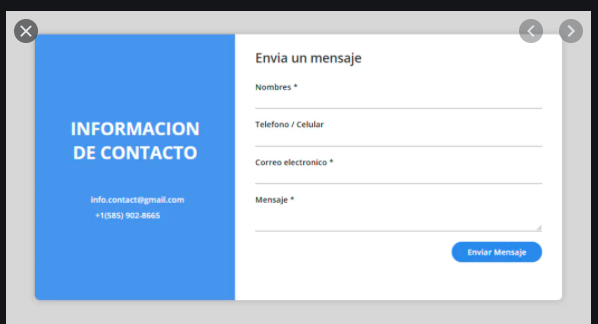 INFORMACION
DE CONTACTO
info.contact@gmail.com
+1(585) 902-8665
Envia un mensaje
Nombres *
Telefono / Celular
Correo electronico *
Mensaje *
Enviar Mensaje